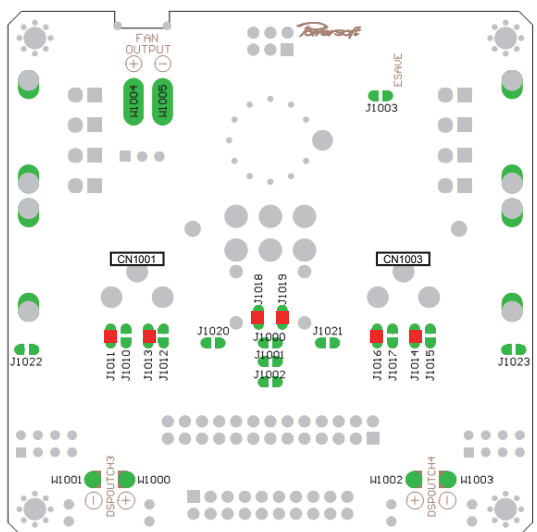 FAN
OUTPUT
Powersoft
W1004
W1005
ESAVE
J1003
CN1001
CN1003
J1018
J1019
J1000
J1020
J1021
J1001
J1002
J1022
J1011
J1010
J1013
J1012
J1016
J1017
J1014
J1015
J1023
W1001
W1000
DSPOUTCH3
W1002
W1003
DSPOUTCH4